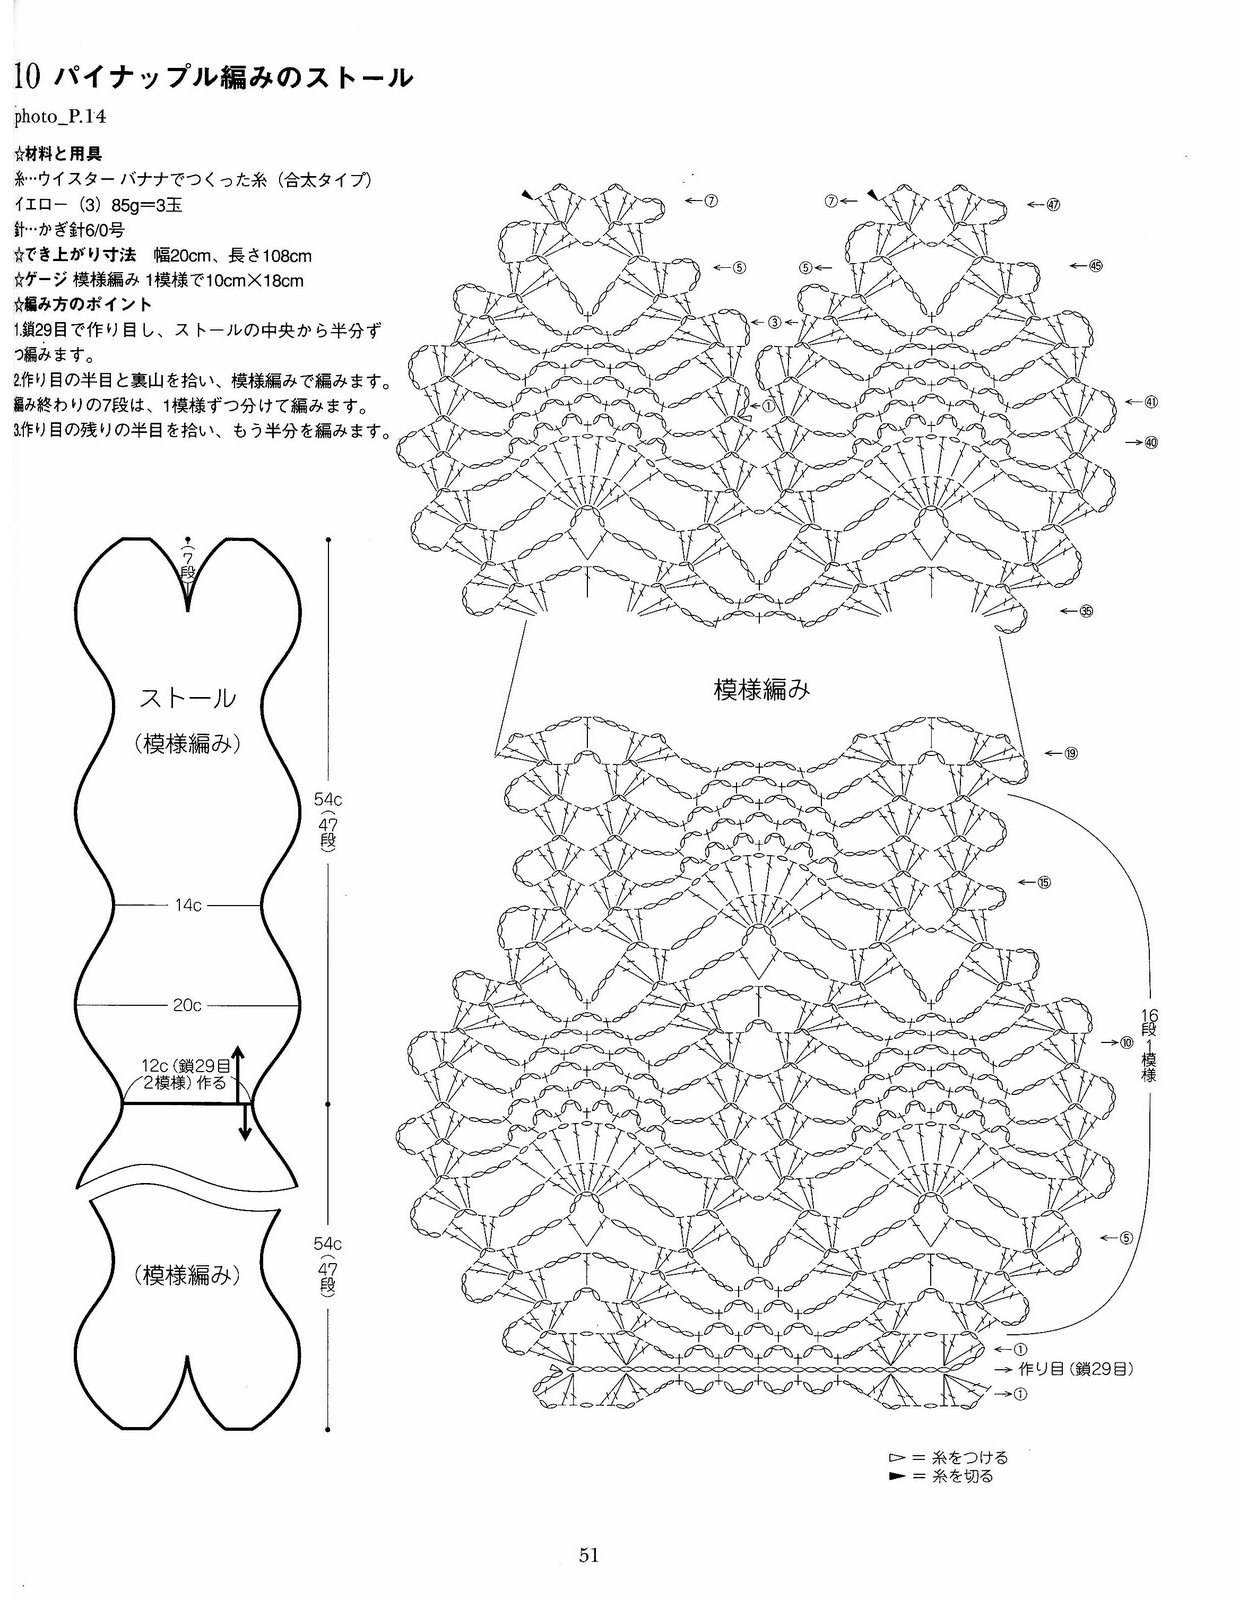 10 パイナップル編みのストール
photo_P.14
☆材料と用具
糸…ウイスター バナナでつくった糸（合太タイプ）
イエロー（3）85g＝3玉
針…かぎ針6/0号
☆でき上がり寸法　幅20cm、長さ108cm
☆ゲージ 模様編み 1模様で10cm×18cm
☆編み方のポイント
1.鎖29目で作り目し、ストールの中央から半分ず
つ編みます。
2.作り目の半目と裏山を拾い、模様編みで編みます。
編み終わりの7段は、1模様ずつ分けて編みます。
3.作り目の残りの半目を拾い、もう半分を編みます。
←⑦
⑦←
←㊼
←⑤
⑤←
←㊺
←③→
←①
←㊶
→㊵
←㉟
模様編み
←⑲
←⑮
→⑩
16段1模様
←⑤
←①
→ 作り目（鎖29目）
→①
（7段）
ストール
（模様編み）
54c（47段）
14c
20c
12c（鎖29目
2模様）作る
（模様編み）
54c（47段）
▷ ＝ 糸をつける
▶ ＝ 糸を切る
51